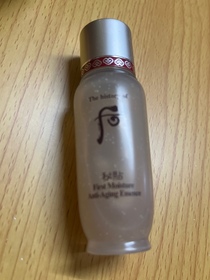 The history of
First Moisture
Anti-Aging Essence